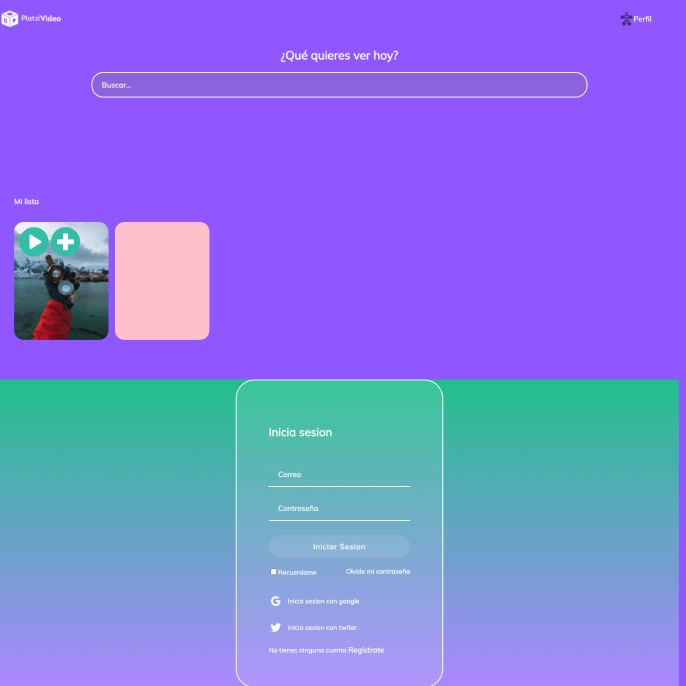 PlatziVideo
Perfil
¿Qué quieres ver hoy?
Buscar...
Mi lista
Inicia sesion
Correo
Contraseña
Iniciar Sesion
Recuerdame
Olvide mi contraseña
Inicia sesion con google
inicia sesion con twiter
No tienes ninguna cuenta Registrate